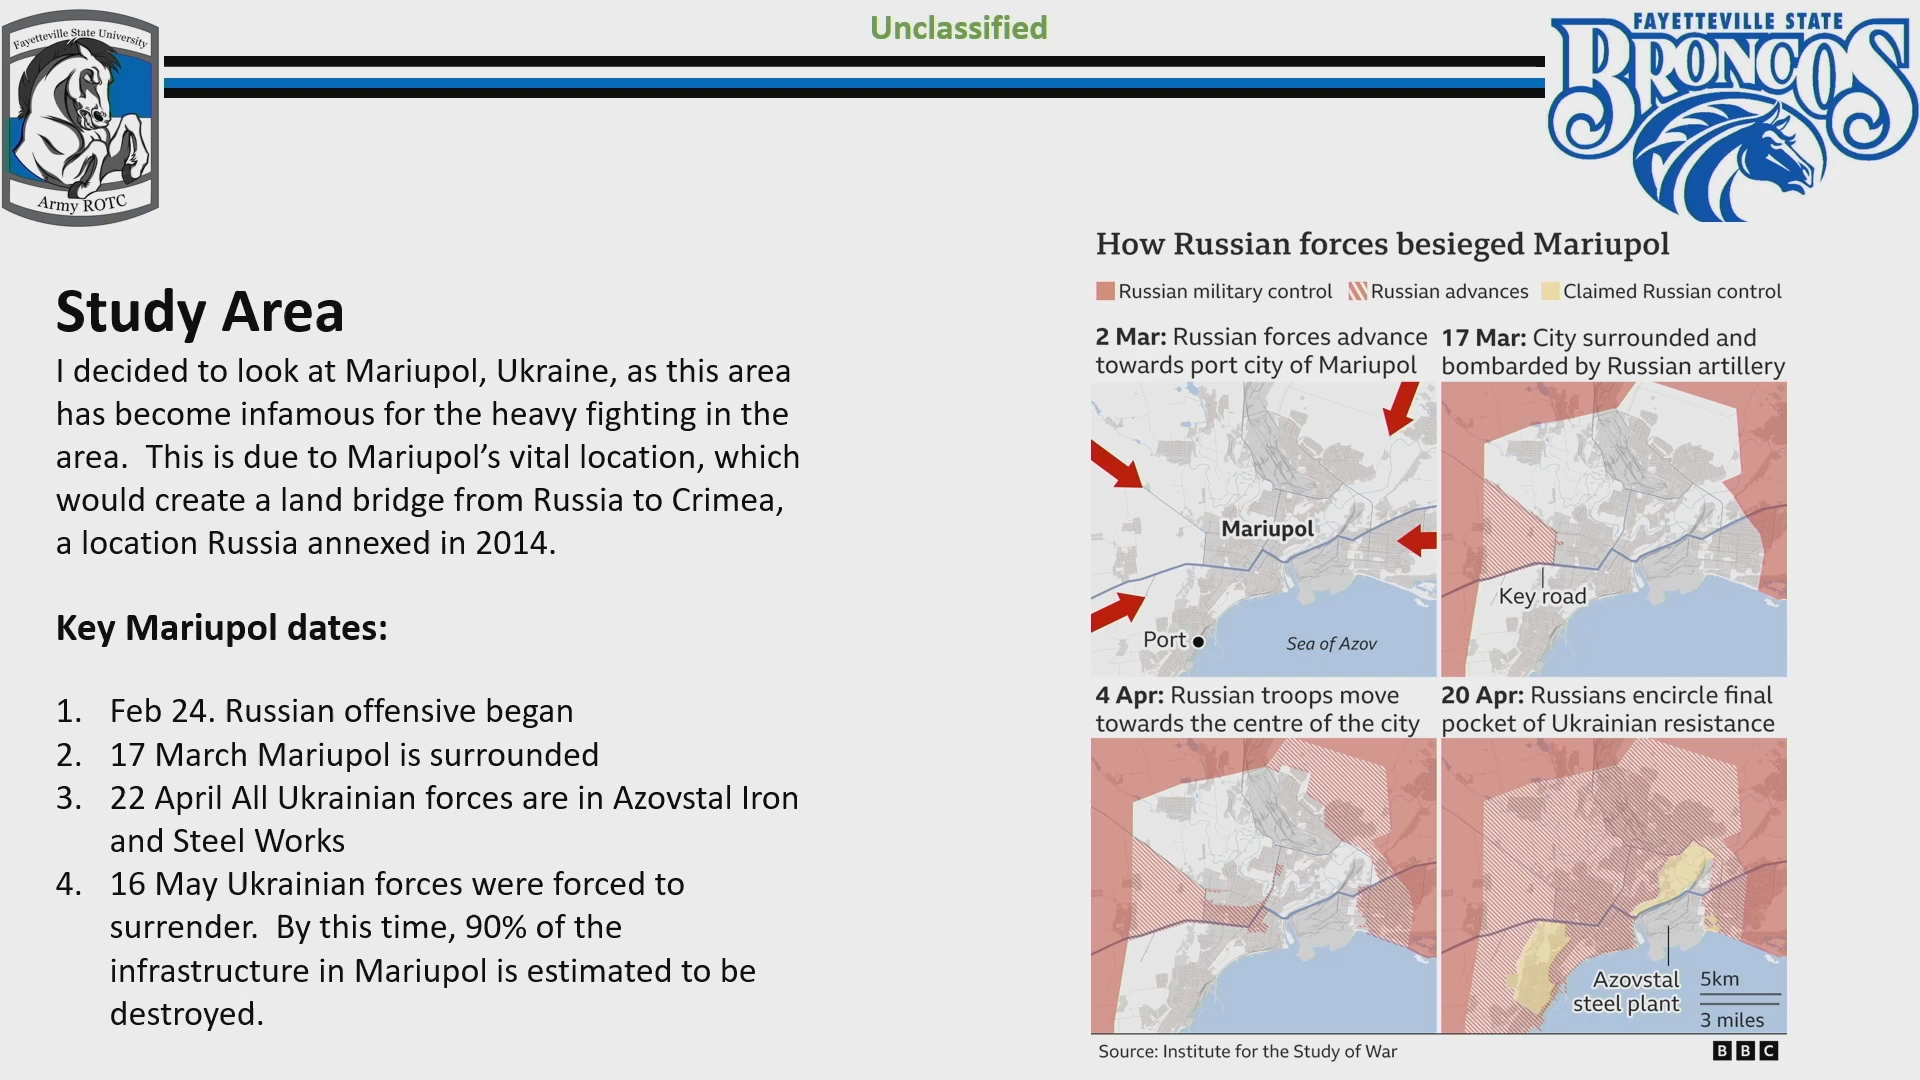 Unclassified
Fayetteville State University
Army ROTC
FAYETTEVILLE STATE
BRONCOS
Study Area
I decided to look at Mariupol, Ukraine, as this area
has become infamous for the heavy fighting in the
area.  This is due to Mariupol’s vital location, which
would create a land bridge from Russia to Crimea,
a location Russia annexed in 2014.
Key Mariupol dates:
1. Feb 24. Russian offensive began
2. 17 March Mariupol is surrounded
3. 22 April All Ukrainian forces are in Azovstal Iron
and Steel Works
4. 16 May Ukrainian forces were forced to
surrender.  By this time, 90% of the
infrastructure in Mariupol is estimated to be
destroyed.
How Russian forces besieged Mariupol
Russian military control Russian advances Claimed Russian control
2 Mar: Russian forces advance
towards port city of Mariupol
Mariupol
Port
Sea of Azov
17 Mar: City surrounded and
bombarded by Russian artillery
Key road
4 Apr: Russian troops move
towards the centre of the city
20 Apr: Russians encircle final
pocket of Ukrainian resistance
Azovstal
steel plant
5km
3 miles
Source: Institute for the Study of War
BBC